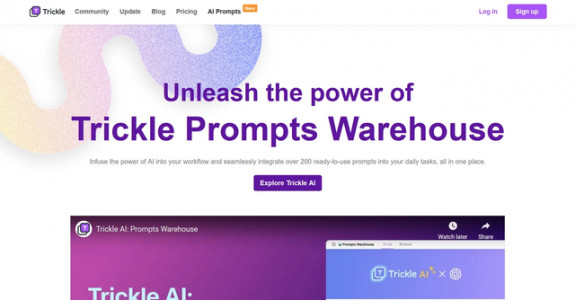 Trickle Community Update Blog Pricing AI Prompts New Log in Sign up
Unleash the power of
Trickle Prompts Warehouse
Infuse the power of AI into your workflow and seamlessly integrate over 200 ready-to-use prompts into your daily tasks, all in one place.
Explore Trickle AI
Trickle AI: Prompts Warehouse
Watch later Share
Prompts Warehouse
Trickle AI ×
Trickle AI: